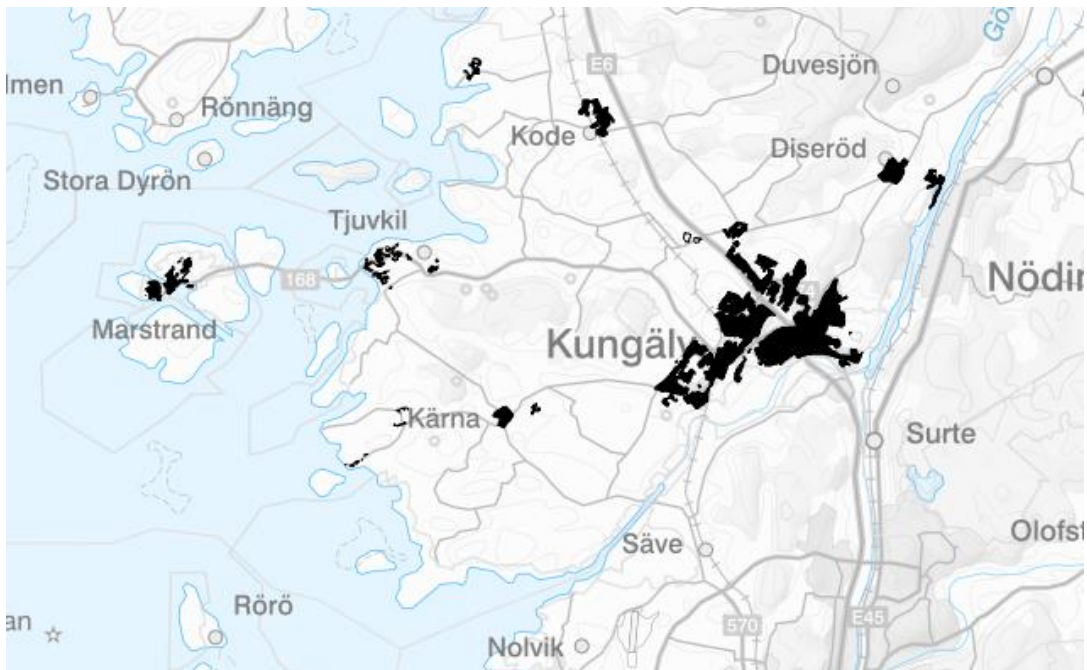 Gö
E6
Duvesjön
lmen
Rönnäng
Kode
Diseröd
Stora Dyrön
Tjuvkil
168
Nödin
Marstrand
Kungälv
Kärna
Surte
Säve
Olofst
Rörö
an
E45
570
Nolvik